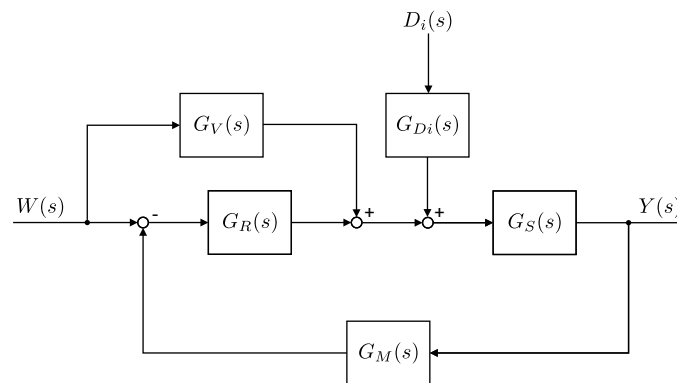 D_i(s)
G_V(s)
G_{Di}(s)
W(s)
-
G_R(s)
+
+
G_S(s)
Y(s)
G_M(s)